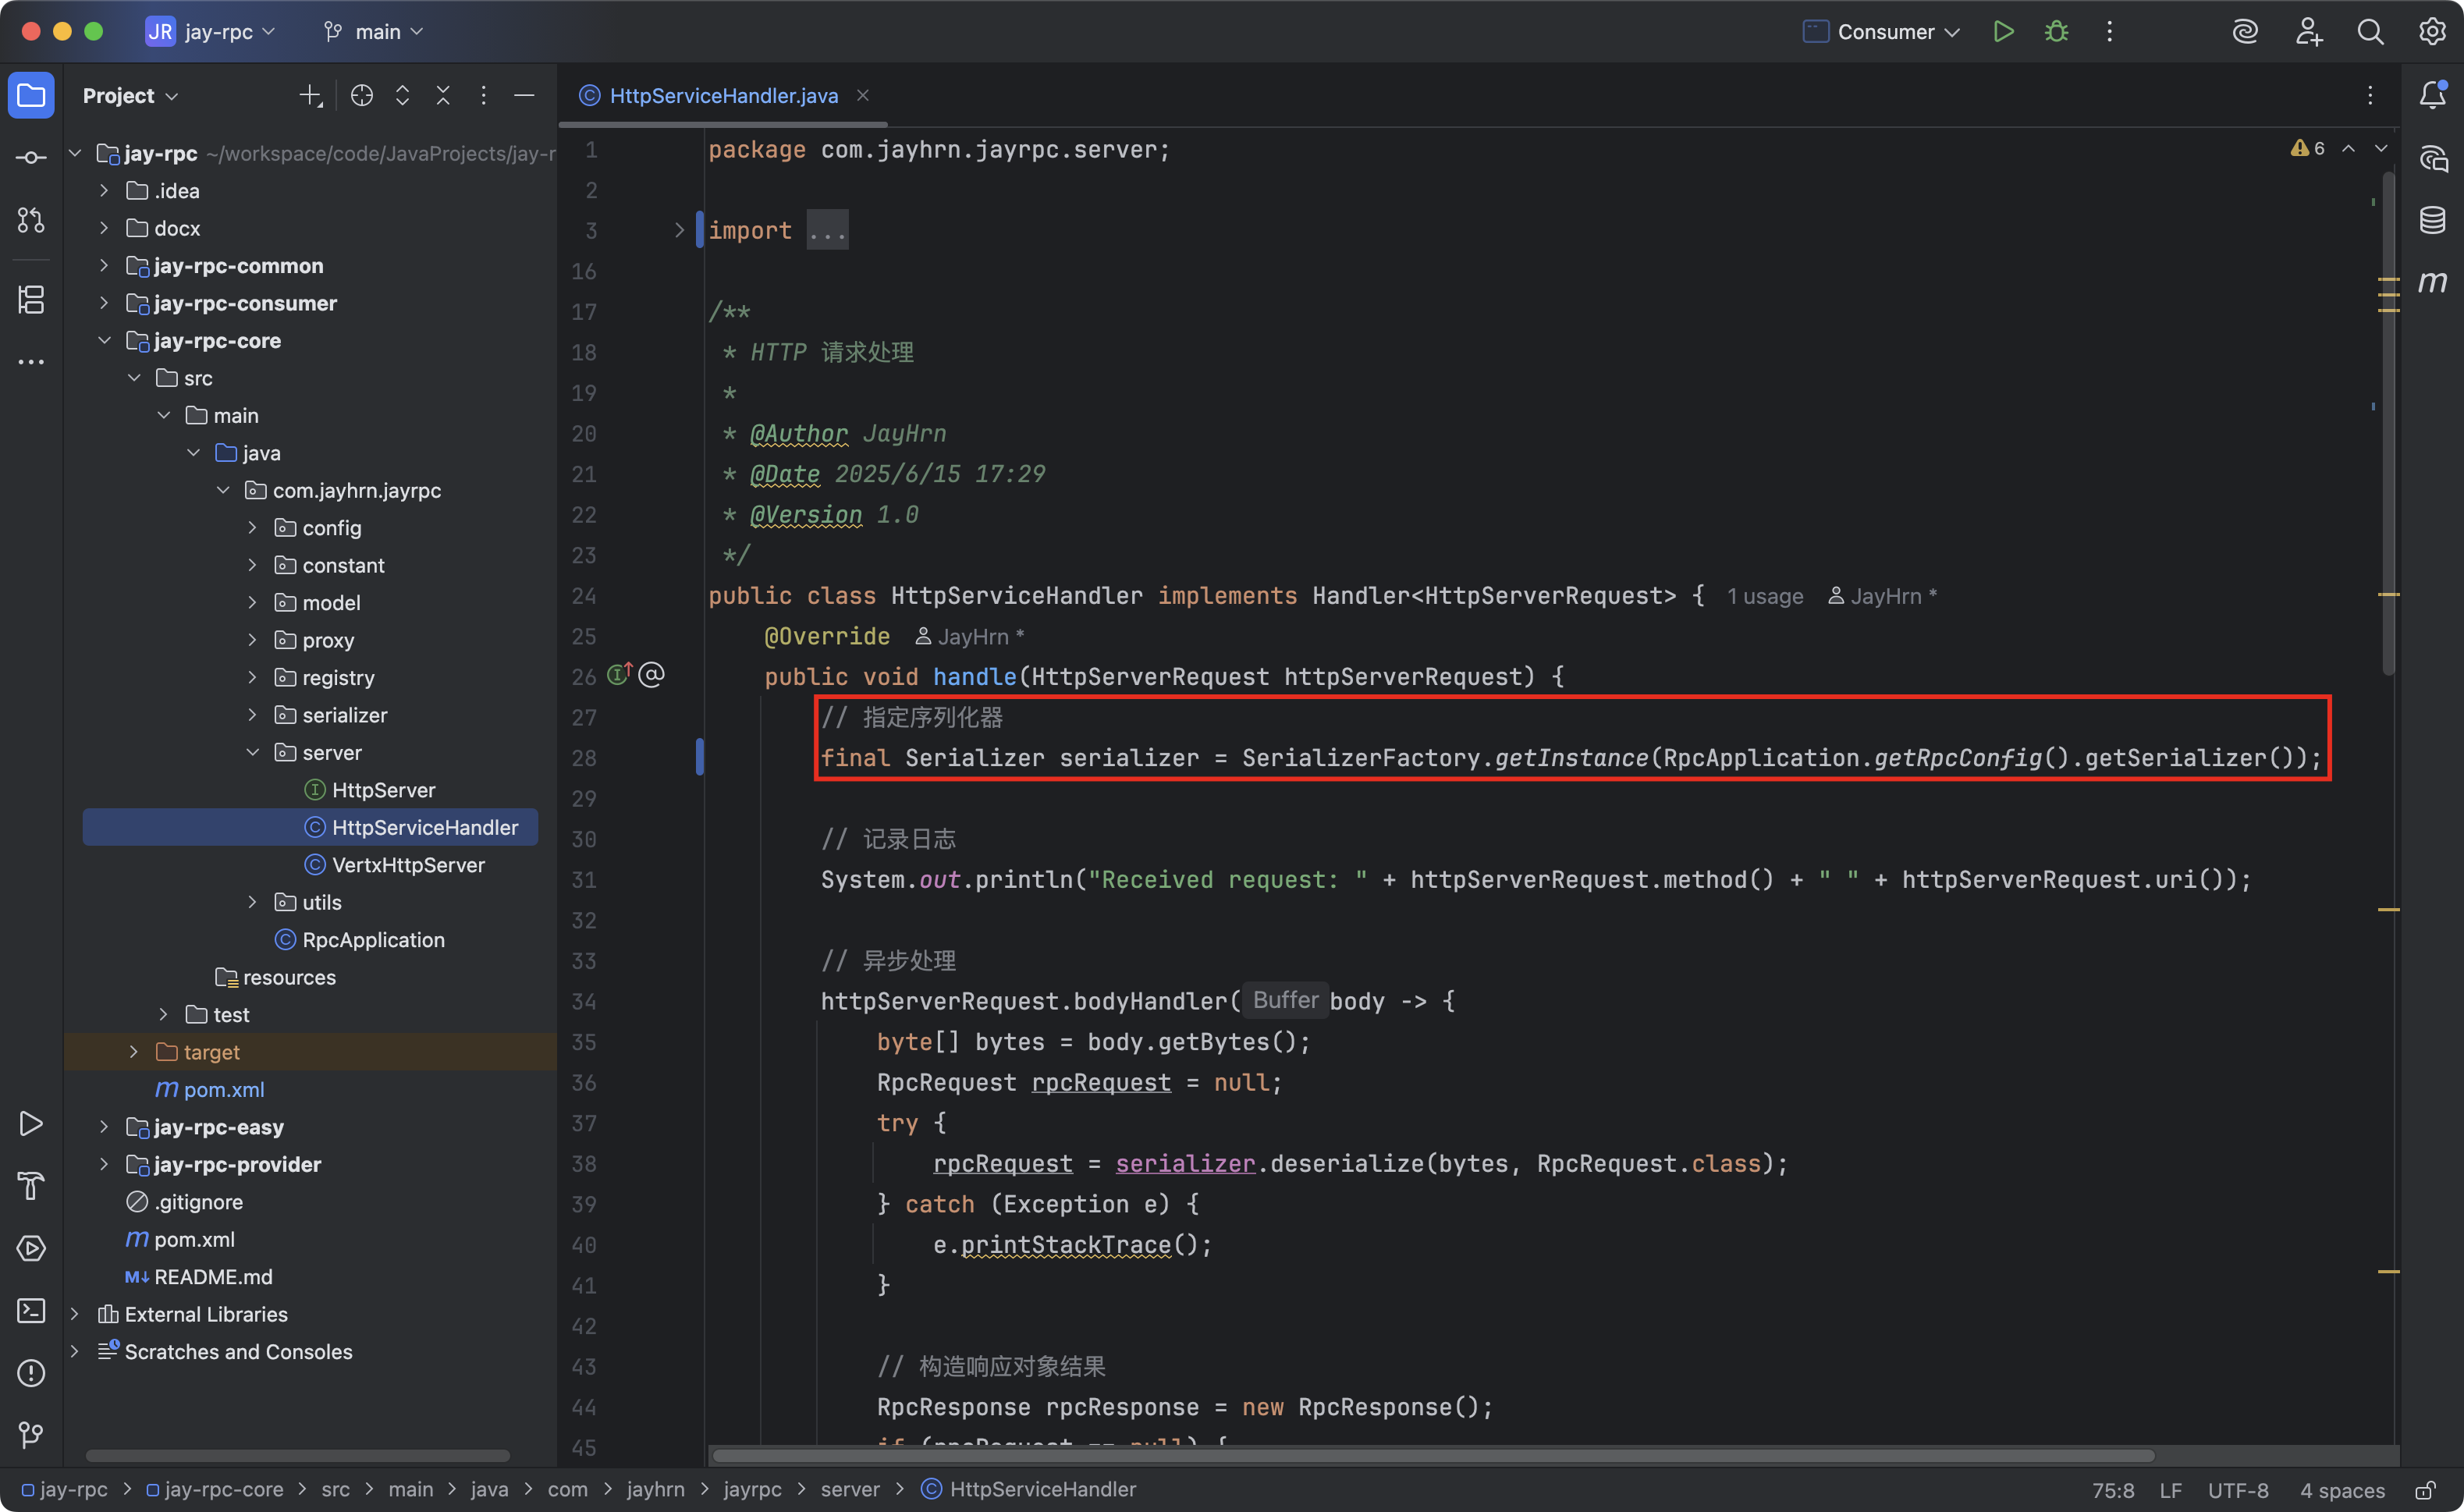 JR jay-rpc main Consumer
Project
HttpServiceHandler.java
jay-rpc ~/workspace/code/JavaProjects/jay-r
.idea
docx
jay-rpc-common
jay-rpc-consumer
jay-rpc-core
src
main
java
com.jayhrn.jayrpc
config
constant
model
proxy
registry
serializer
server
HttpServer
HttpServiceHandler
VertxHttpServer
utils
RpcApplication
resources
test
target
pom.xml
jay-rpc-easy
jay-rpc-provider
.gitignore
pom.xml
README.md
External Libraries
Scratches and Consoles
6
1 package com.jayhrn.jayrpc.server;
2
3 import ...
16
17 /**
18 * HTTP 请求处理
19 *
20 * @Author JayHrn
21 * @Date 2025/6/15 17:29
22 * @Version 1.0
23 */
24 public class HttpServiceHandler implements Handler<HttpServerRequest> { 1 usage JayHrn *
25 @Override JayHrn *
26 public void handle(HttpServerRequest httpServerRequest) {
27 // 指定序列化器
28 final Serializer serializer = SerializerFactory.getInstance(RpcApplication.getRpcConfig().getSerializer());
29
30 // 记录日志
31 System.out.println("Received request: " + httpServerRequest.method() + " " + httpServerRequest.uri());
32
33 // 异步处理
34 httpServerRequest.bodyHandler( Buffer body -> {
35 byte[] bytes = body.getBytes();
36 RpcRequest rpcRequest = null;
37 try {
38 rpcRequest = serializer.deserialize(bytes, RpcRequest.class);
39 } catch (Exception e) {
40 e.printStackTrace();
41 }
42
43 // 构造响应对象结果
44 RpcResponse rpcResponse = new RpcResponse();
45 if (rpcRequest == null) {
jay-rpc > jay-rpc-core > src > main > java > com > jayhrn > jayrpc > server > HttpServiceHandler
75:8 LF UTF-8 4 spaces